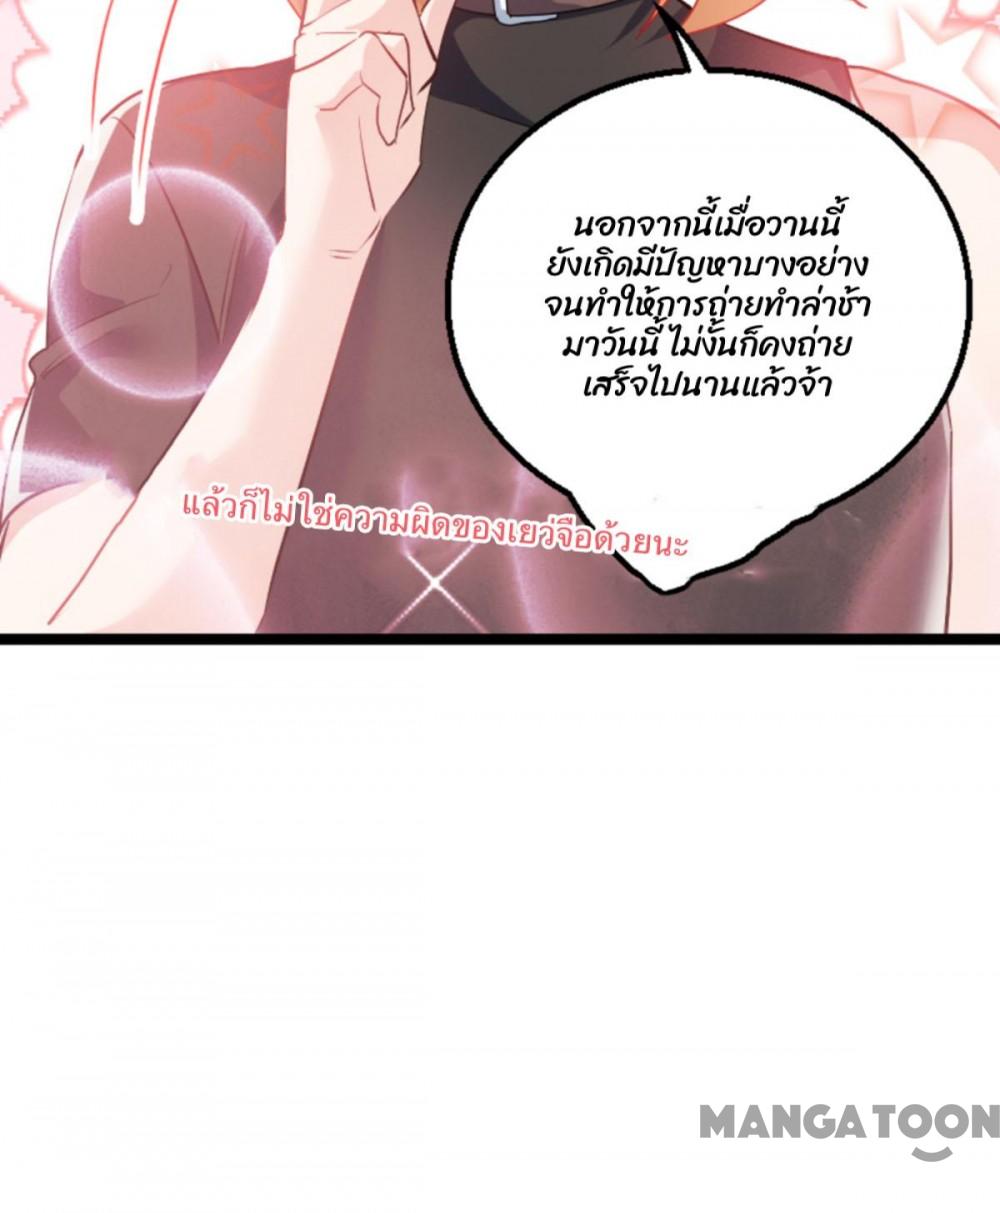 นอกจากนี้เมื่อวานนี้
ยังเกิดมีปัญหาบางอย่าง
จนทำให้การถ่ายทำล่าช้า
มาวันนี้ ไม่งั้นก็คงถ่าย
เสร็จไปนานแล้วจ้า
แล้วก็ไม่ใช่ความผิดของเยว่จือด้วยนะ
MANGATOON